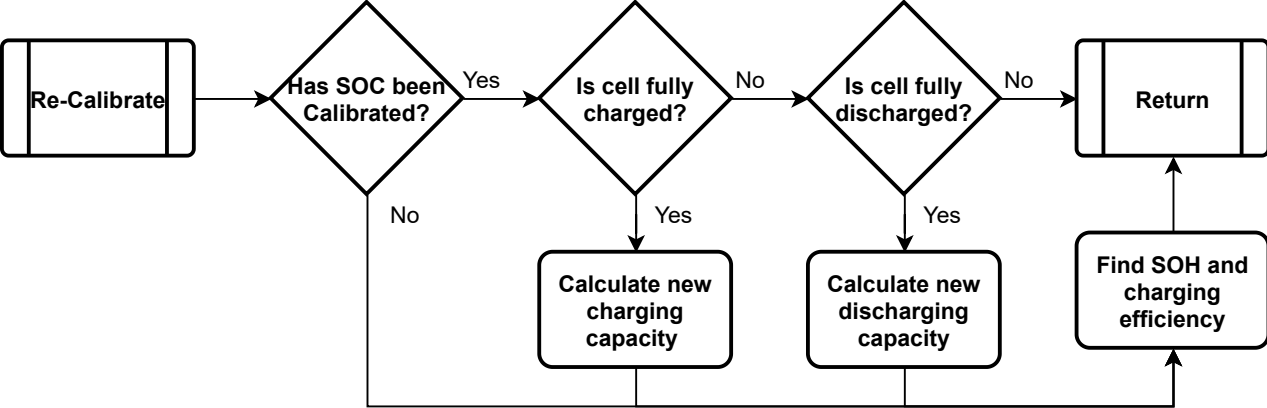 Re-Calibrate
Has SOC been
Calibrated?
Yes
Is cell fully
charged?
No
Is cell fully
discharged?
No
Return
No
Yes
Yes
Calculate new
charging
capacity
Calculate new
discharging
capacity
Find SOH and
charging
efficiency